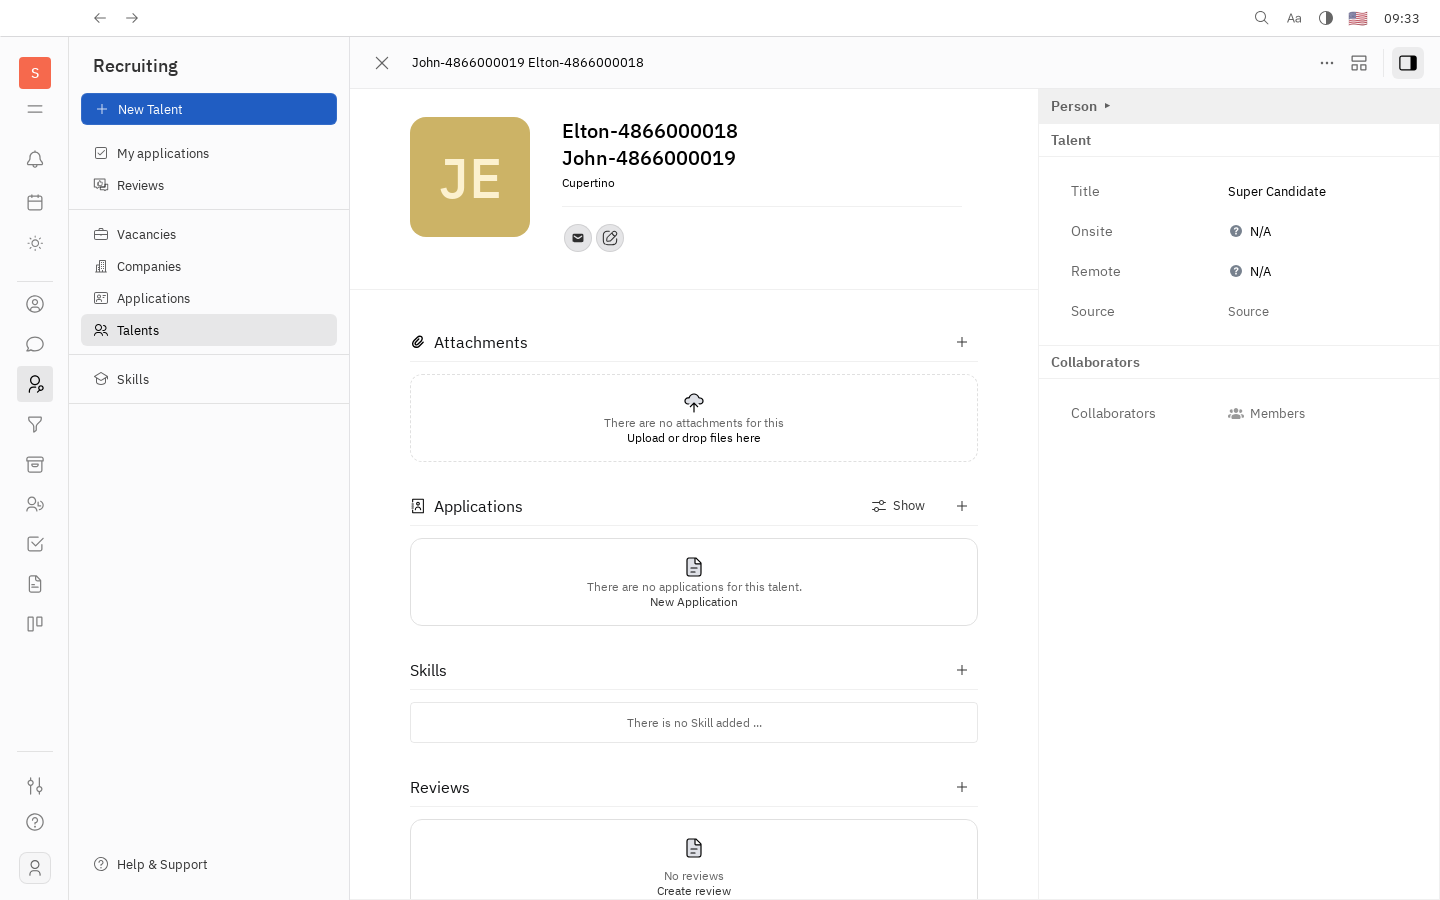 Aa
09:33
S
Recruiting
New Talent
My applications
Reviews
Vacancies
Companies
Applications
Talents
Skills
Help & Support
John-4866000019 Elton-4866000018
JE
Elton-4866000018
John-4866000019
Cupertino
Attachments
There are no attachments for this
Upload or drop files here
Applications
Show
There are no applications for this talent.
New Application
Skills
There is no Skill added ...
Reviews
No reviews
Create review
Person
Talent
Title Super Candidate
Onsite N/A
Remote N/A
Source Source
Collaborators
Collaborators Members